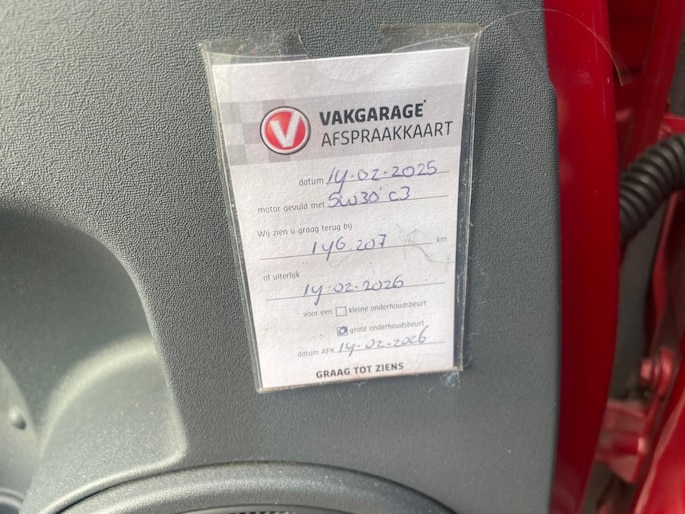 V VAKGARAGE
AFSPRAAKKAART
datum 14-02-2025
motor gevuld met 5W30 C3
Wij zien u graag terug bij
146.207 km
of uiterlijk
14-02-2026
voor een kleine onderhoudsbeurt
grote onderhoudsbeurt
datum APK 14-02-2026
GRAAG TOT ZIENS